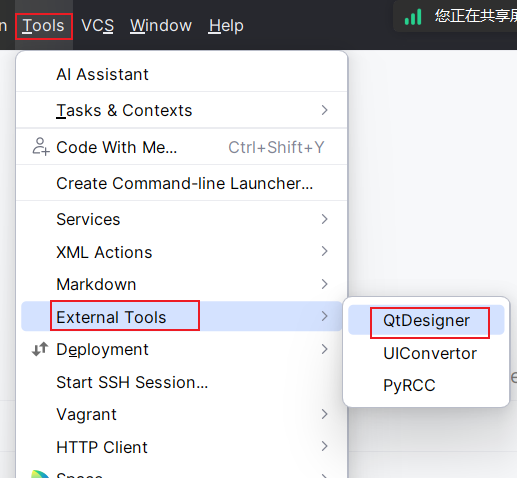 n Tools VCS Window Help 您正在共享屏
AI Assistant
Tasks & Contexts
Code With Me... Ctrl+Shift+Y
Create Command-line Launcher...
Services
XML Actions
Markdown
External Tools
QtDesigner
Deployment
UIConvertor
Start SSH Session...
PyRCC
Vagrant
HTTP Client